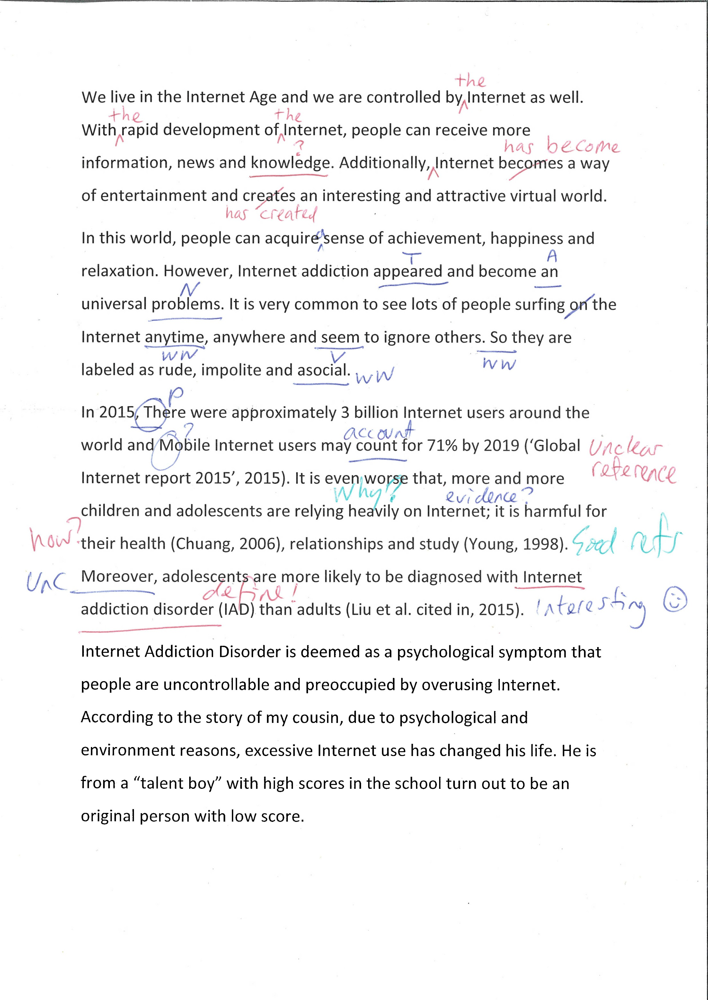 the
We live in the Internet Age and we are controlled by Internet as well.
the the
With rapid development of Internet, people can receive more
? has become
information, news and knowledge. Additionally, Internet becomes a way
of entertainment and creates an interesting and attractive virtual world.
has created
In this world, people can acquire a sense of achievement, happiness and
T A
relaxation. However, Internet addiction appeared and become an
N
universal problems. It is very common to see lots of people surfing on the
Internet anytime, anywhere and seem to ignore others. So they are
WW V WW
labeled as rude, impolite and asocial. WW
P
In 2015, There were approximately 3 billion Internet users around the
? account
world and Mobile Internet users may count for 71% by 2019 (‘Global Unclear
reference
Internet report 2015’, 2015). It is even worse that, more and more
Why? evidence?
children and adolescents are relying heavily on Internet; it is harmful for
how? their health (Chuang, 2006), relationships and study (Young, 1998). Good refs
UnC Moreover, adolescents are more likely to be diagnosed with Internet
define!
addiction disorder (IAD) than adults (Liu et al. cited in, 2015). Interesting
Internet Addiction Disorder is deemed as a psychological symptom that
people are uncontrollable and preoccupied by overusing Internet.
According to the story of my cousin, due to psychological and
environment reasons, excessive Internet use has changed his life. He is
from a “talent boy” with high scores in the school turn out to be an
original person with low score.